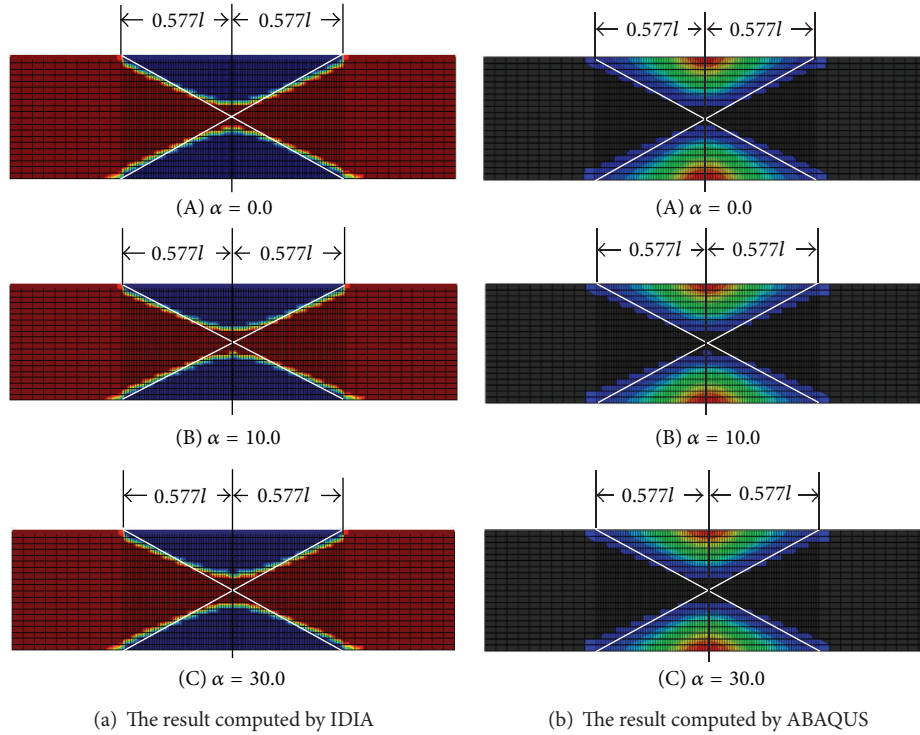 0.577l 0.577l
(A) α = 0.0
0.577l 0.577l
(B) α = 10.0
0.577l 0.577l
(C) α = 30.0
(a) The result computed by IDIA
0.577l 0.577l
(A) α = 0.0
0.577l 0.577l
(B) α = 10.0
0.577l 0.577l
(C) α = 30.0
(b) The result computed by ABAQUS